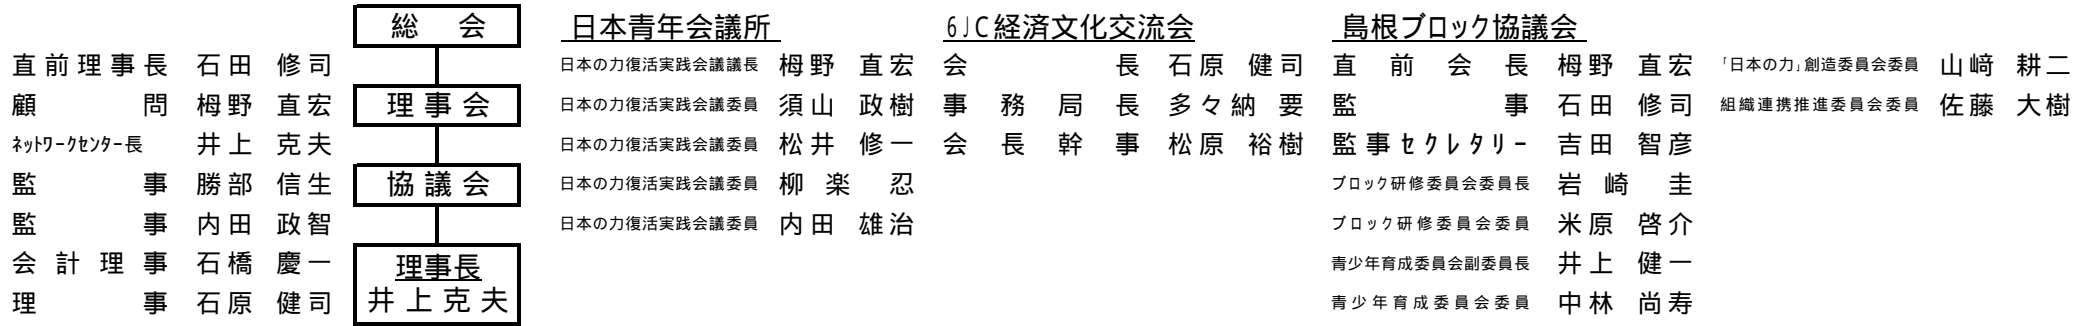 直前理事長 石田 修司
顧問 栂野 直宏
ネットワークセンター長 井上 克夫
監事 勝部 信生
監事 内田 政智
会計理事 石橋 慶一
理事 石原 健司
総会
理事会
協議会
理事長
井上克夫
日本青年会議所
日本の力復活実践会議議長 栂野 直宏
日本の力復活実践会議委員 須山 政樹
日本の力復活実践会議委員 松井 修一
日本の力復活実践会議委員 柳楽 忍
日本の力復活実践会議委員 内田 雄治
6JC経済文化交流会
会長 石原 健司
事務局長 多々納 要
会長幹事 松原 裕樹
島根ブロック協議会
直前会長 栂野 直宏
監事 石田 修司
監事セクレタリー 吉田 智彦
ブロック研修委員会委員長 岩崎 圭
ブロック研修委員会委員 米原 啓介
青少年育成委員会副委員長 井上 健一
青少年育成委員会委員 中林 尚寿
「日本の力」創造委員会委員 山﨑 耕二
組織連携推進委員会委員 佐藤 大樹